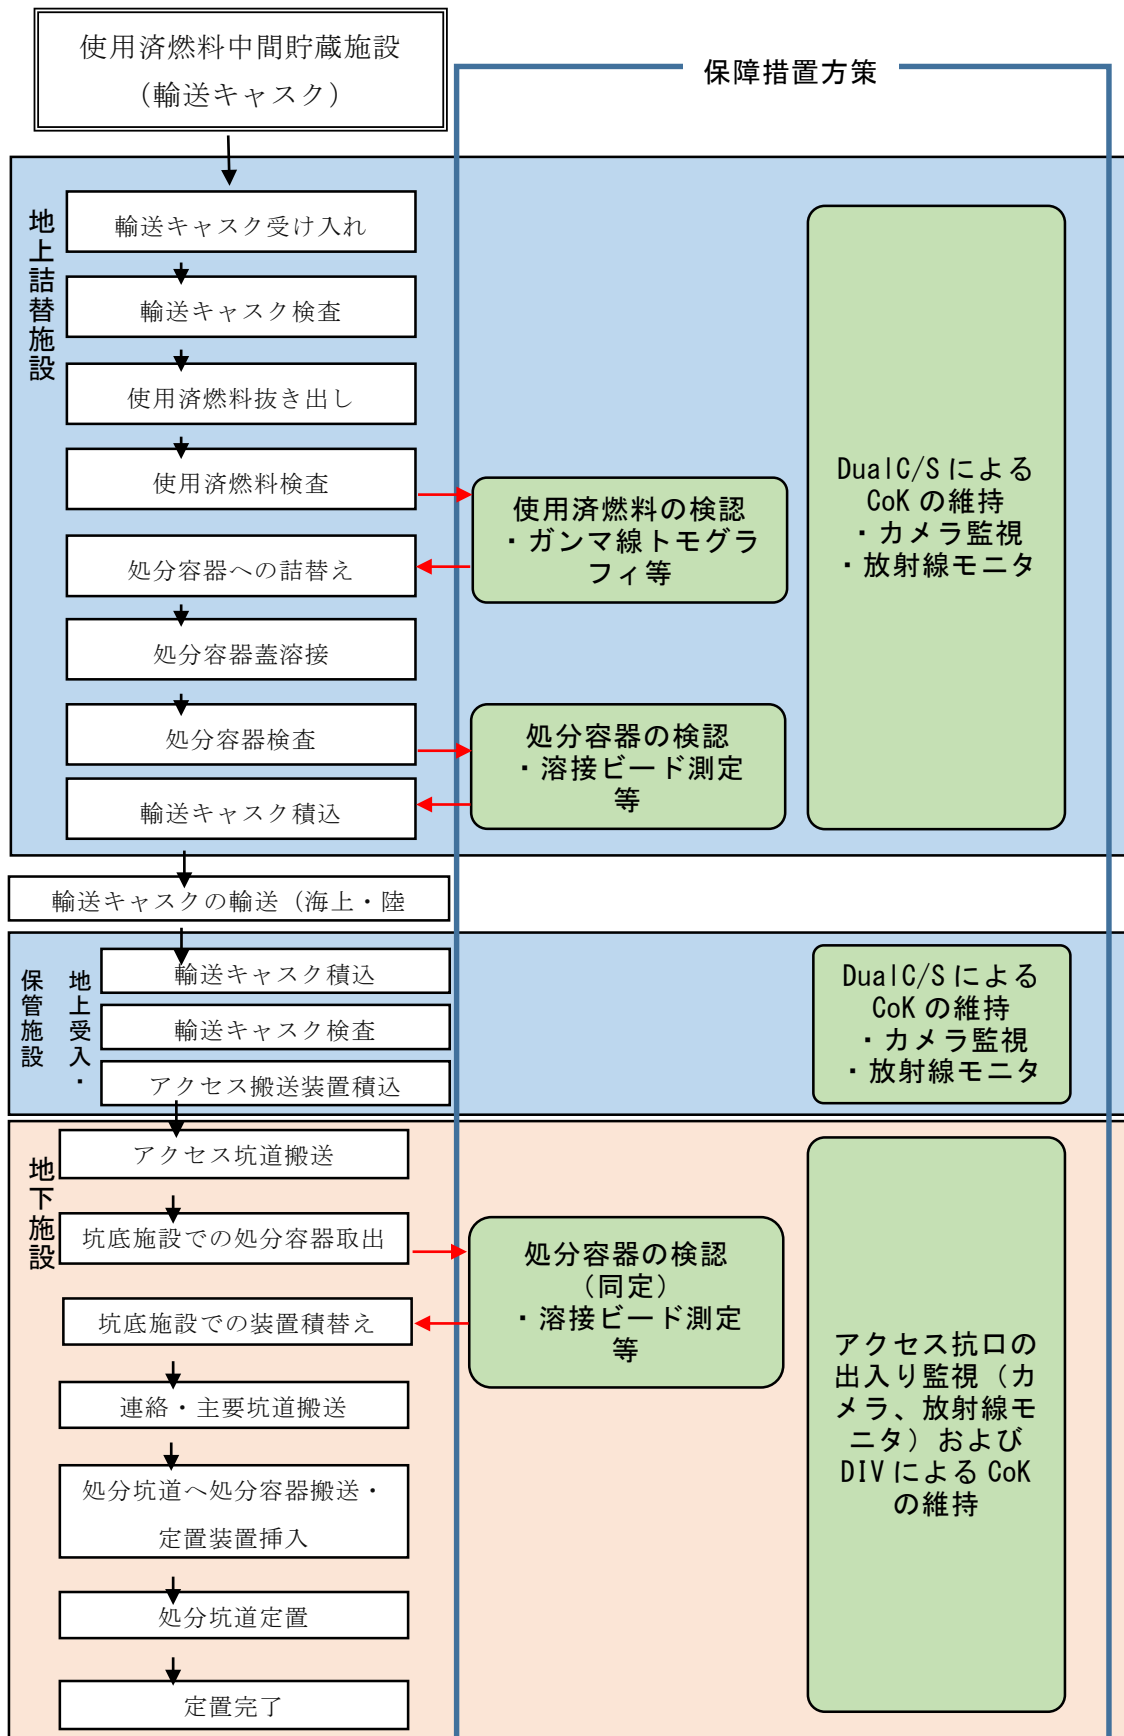 使用済燃料中間貯蔵施設
（輸送キャスク）
保障措置方策
地上詰替施設
輸送キャスク受け入れ
輸送キャスク検査
使用済燃料抜き出し
使用済燃料検査
使用済燃料の検認
・ガンマ線トモグラ
フィ等
処分容器への詰替え
処分容器蓋溶接
処分容器検査
処分容器の検認
・溶接ビード測定
等
輸送キャスク積込
DualC/Sによる
CoKの維持
・カメラ監視
・放射線モニタ
輸送キャスクの輸送（海上・陸
地上受入・
保管施設
輸送キャスク積込
輸送キャスク検査
アクセス搬送装置積込
DualC/Sによる
CoKの維持
・カメラ監視
・放射線モニタ
地下施設
アクセス坑道搬送
坑底施設での処分容器取出
処分容器の検認
（同定）
・溶接ビード測定
等
坑底施設での装置積替え
連絡・主要坑道搬送
処分坑道へ処分容器搬送・
定置装置挿入
処分坑道定置
定置完了
アクセス抗口の
出入り監視（カ
メラ、放射線モ
ニタ）および
DIVによるCoK
の維持